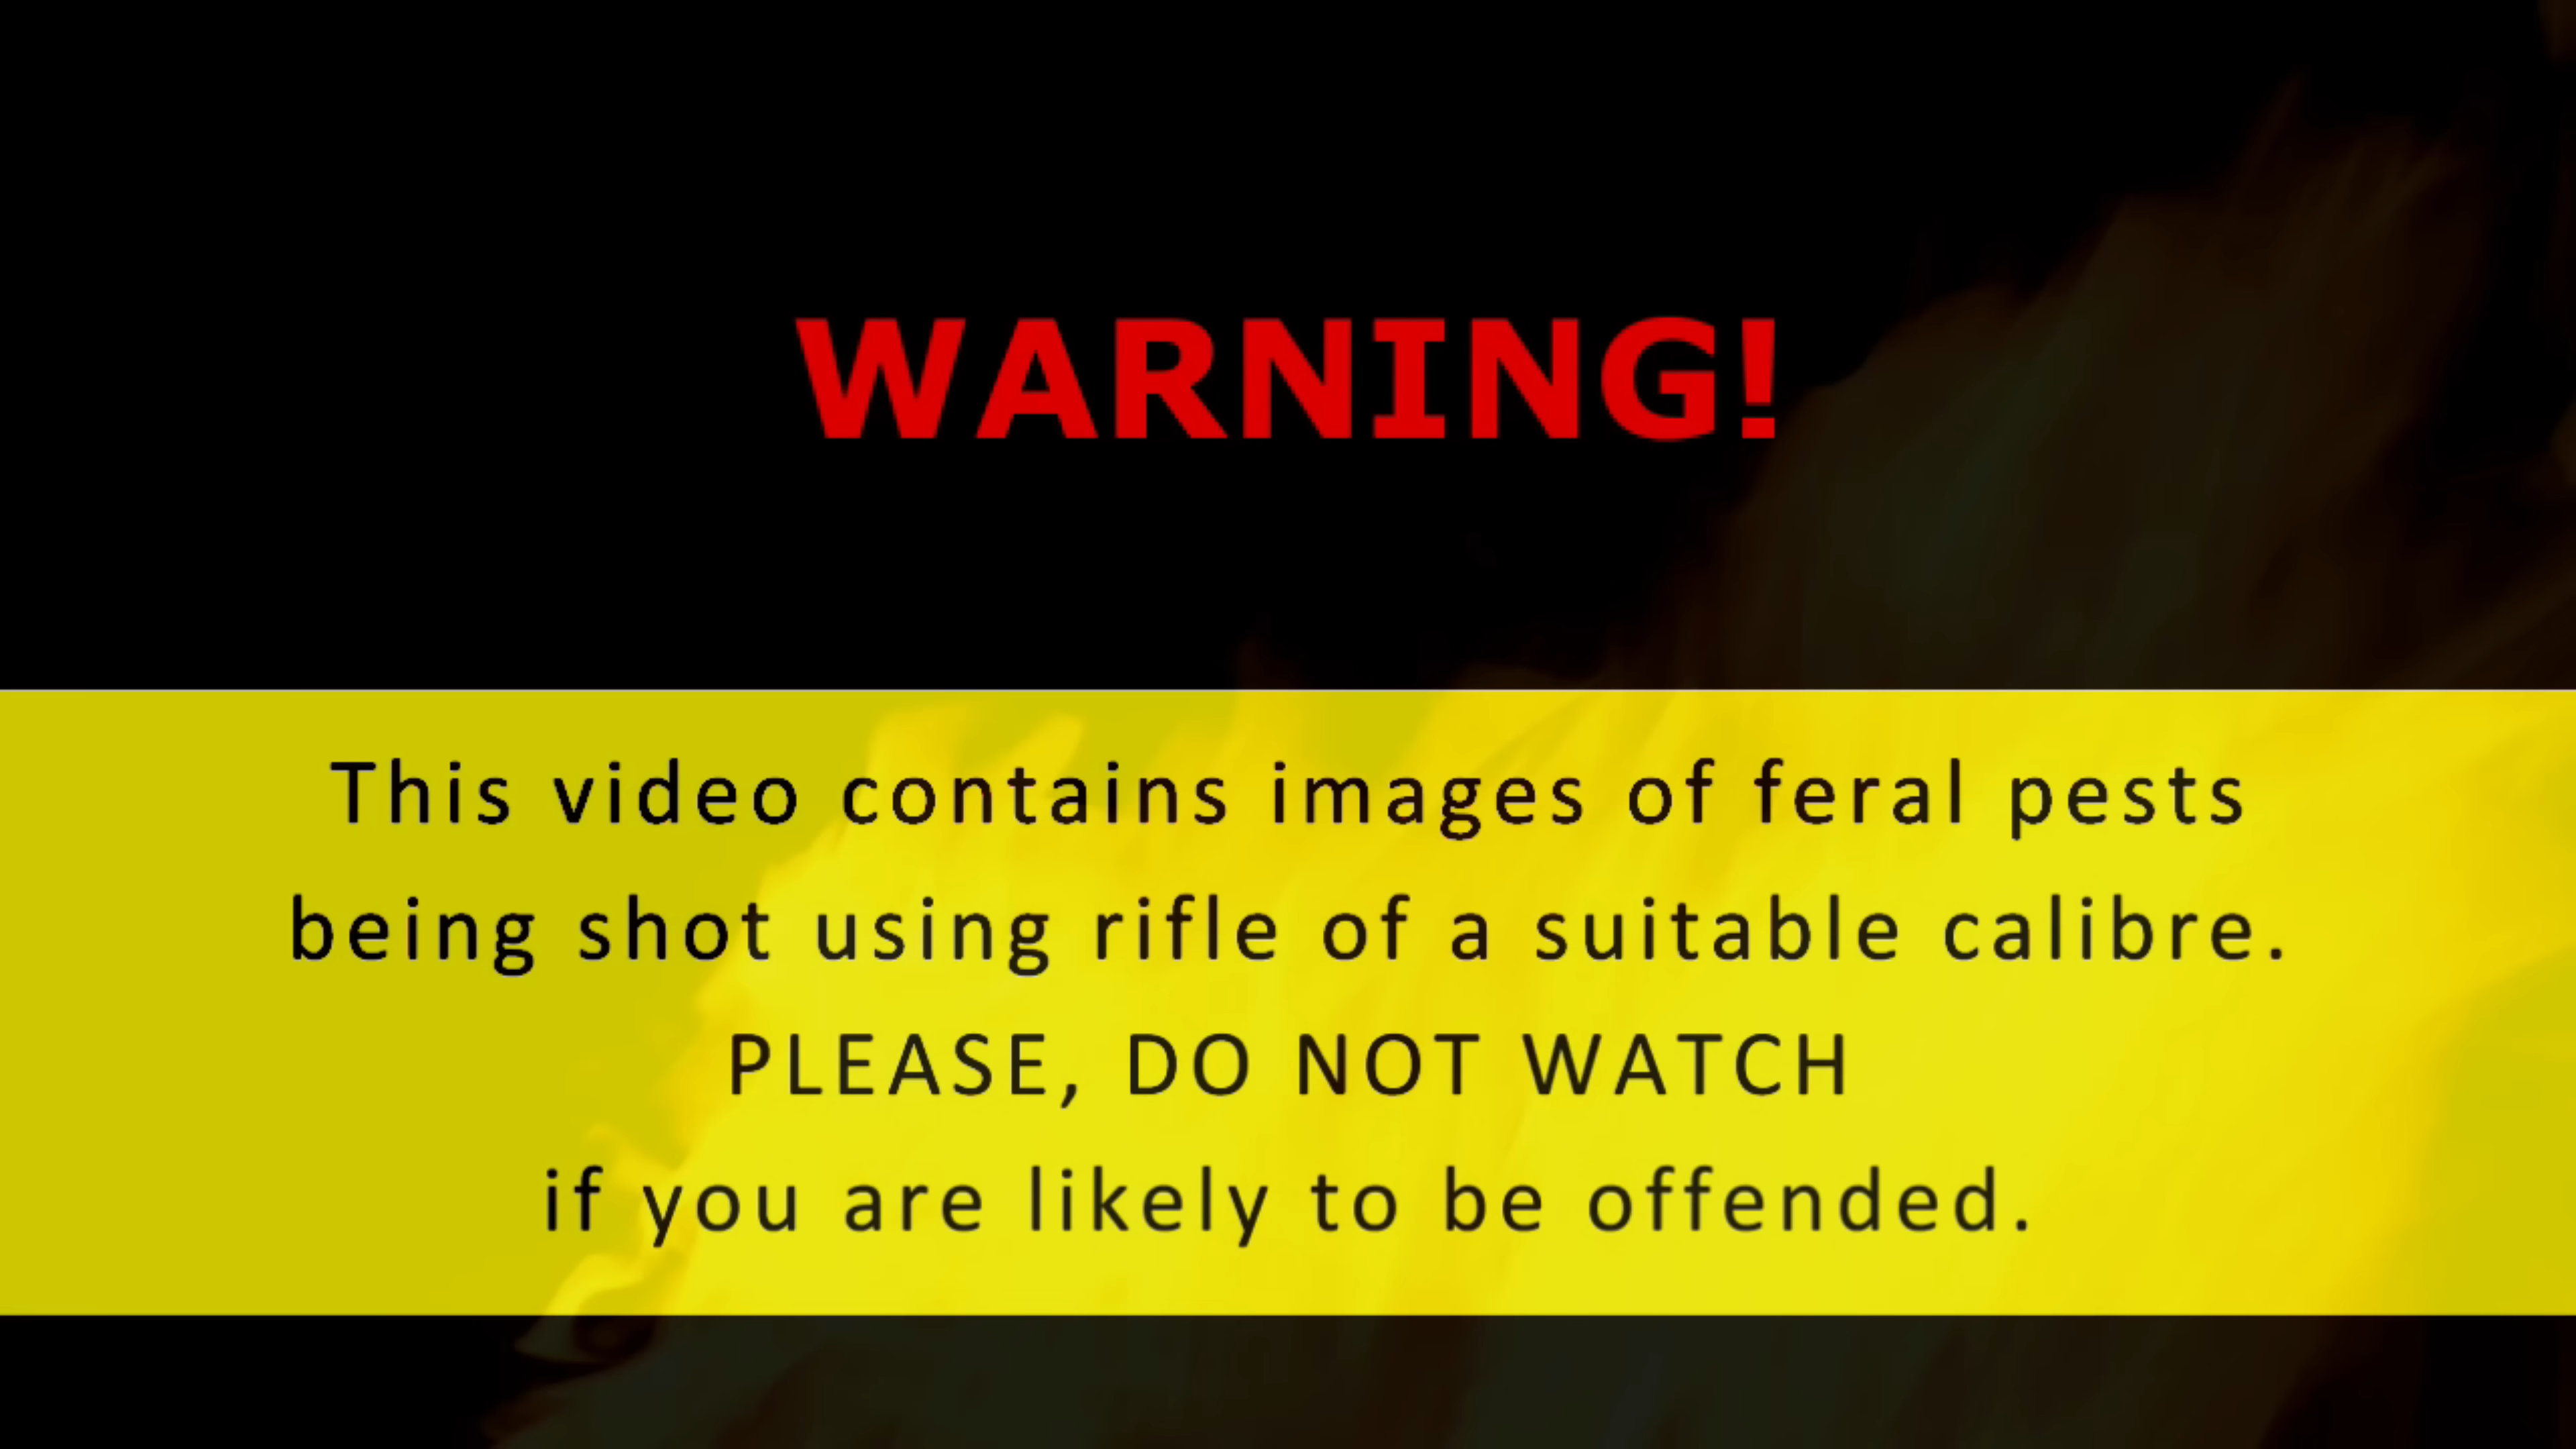 WARNING!
This video contains images of feral pests
being shot using rifle of a suitable calibre.
PLEASE, DO NOT WATCH
if you are likely to be offended.